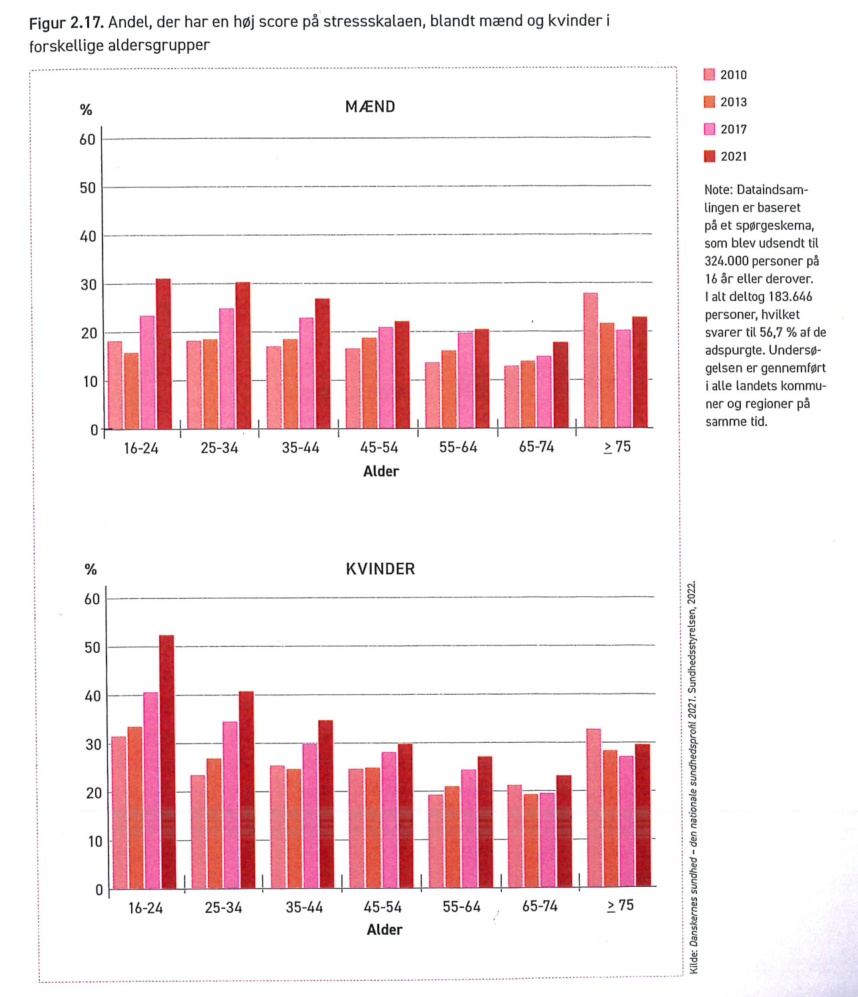 Figur 2.17. Andel, der har en høj score på stressskalaen, blandt mænd og kvinder i
forskellige aldersgrupper
2010
2013
2017
2021
Note: Dataindsam-
lingen er baseret
på et spørgeskema,
som blev udsendt til
324.000 personer på
16 år eller derover.
I alt deltog 183.646
personer, hvilket
svarer til 56,7 % af de
adspurgte. Undersø-
gelsen er gennemført
i alle landets kommu-
ner og regioner på
samme tid.
% MÆND
60
50
40
30
20
10
0
16-24 25-34 35-44 45-54 55-64 65-74 ≥ 75
Alder
% KVINDER
60
50
40
30
20
10
0
16-24 25-34 35-44 45-54 55-64 65-74 ≥ 75
Alder
Kilde: Danskernes sundhed – den nationale sundhedsprofil 2021. Sundhedsstyrelsen, 2022.